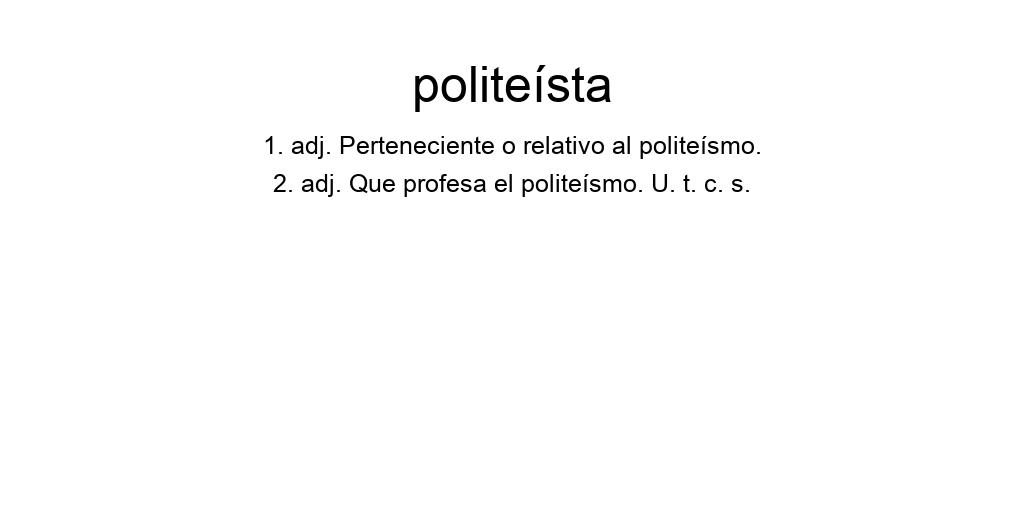 politeísta
1. adj. Perteneciente o relativo al politeísmo.
2. adj. Que profesa el politeísmo. U. t. c. s.